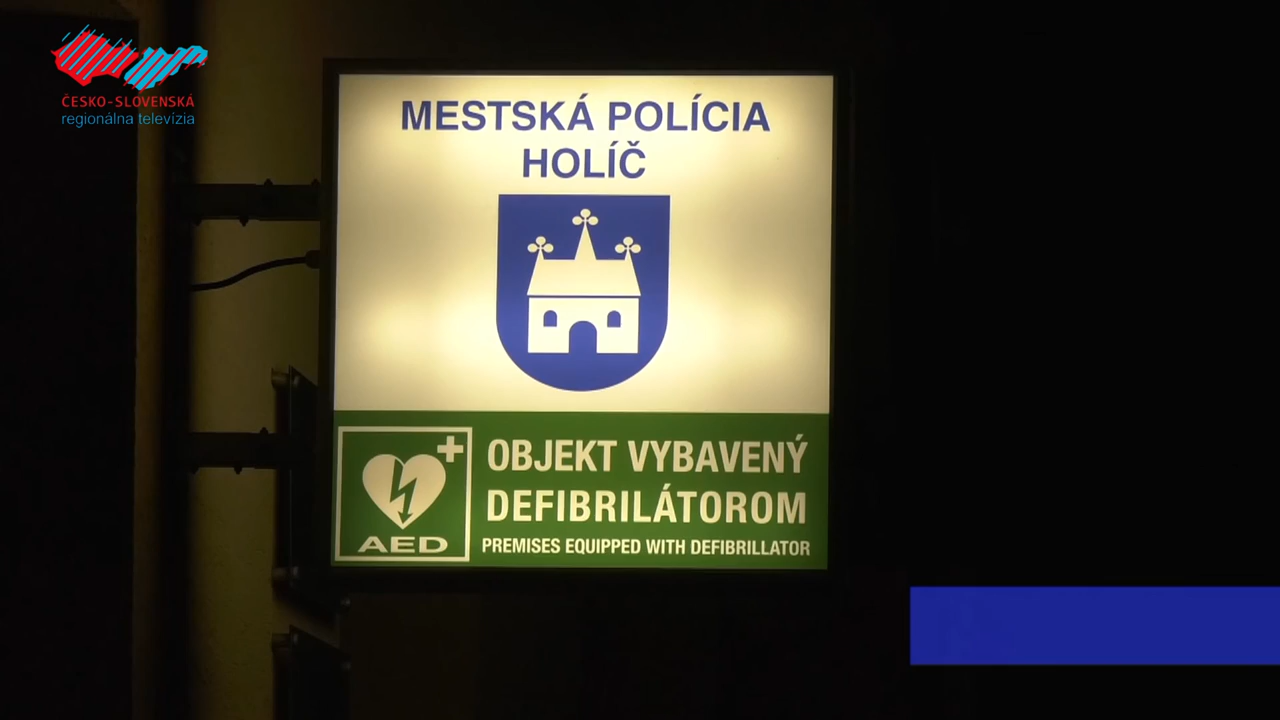 ČESKO-SLOVENSKÁ
regionálna televízia
MESTSKÁ POLÍCIA
HOLÍČ
OBJEKT VYBAVENÝ
DEFIBRILÁTOROM
PREMISES EQUIPPED WITH DEFIBRILLATOR
AED